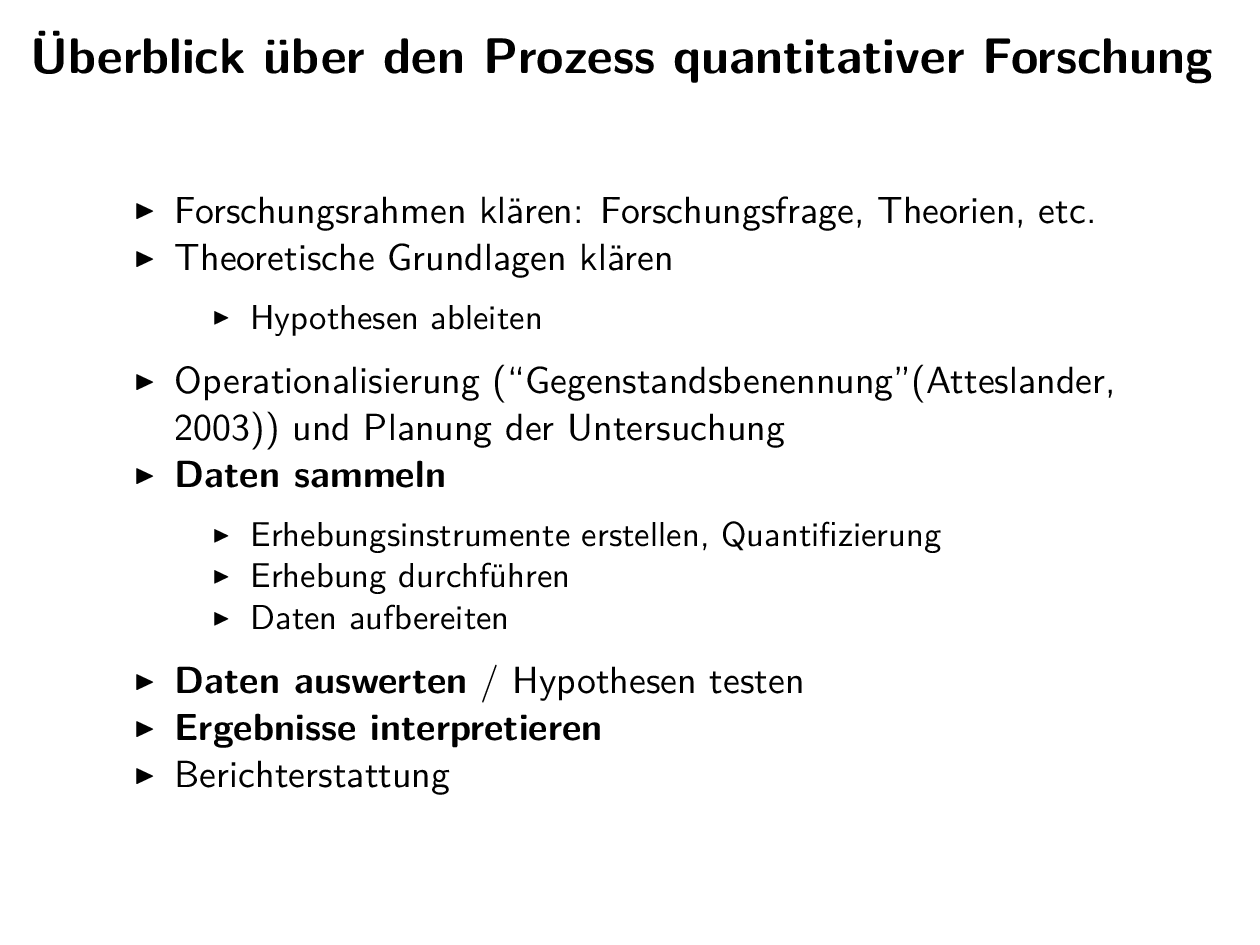 Überblick über den Prozess quantitativer Forschung
▶ Forschungsrahmen klären: Forschungsfrage, Theorien, etc.
▶ Theoretische Grundlagen klären
▶ Hypothesen ableiten
▶ Operationalisierung (“Gegenstandsbenennung”(Atteslander,
2003)) und Planung der Untersuchung
▶ Daten sammeln
▶ Erhebungsinstrumente erstellen, Quantifizierung
▶ Erhebung durchführen
▶ Daten aufbereiten
▶ Daten auswerten / Hypothesen testen
▶ Ergebnisse interpretieren
▶ Berichterstattung